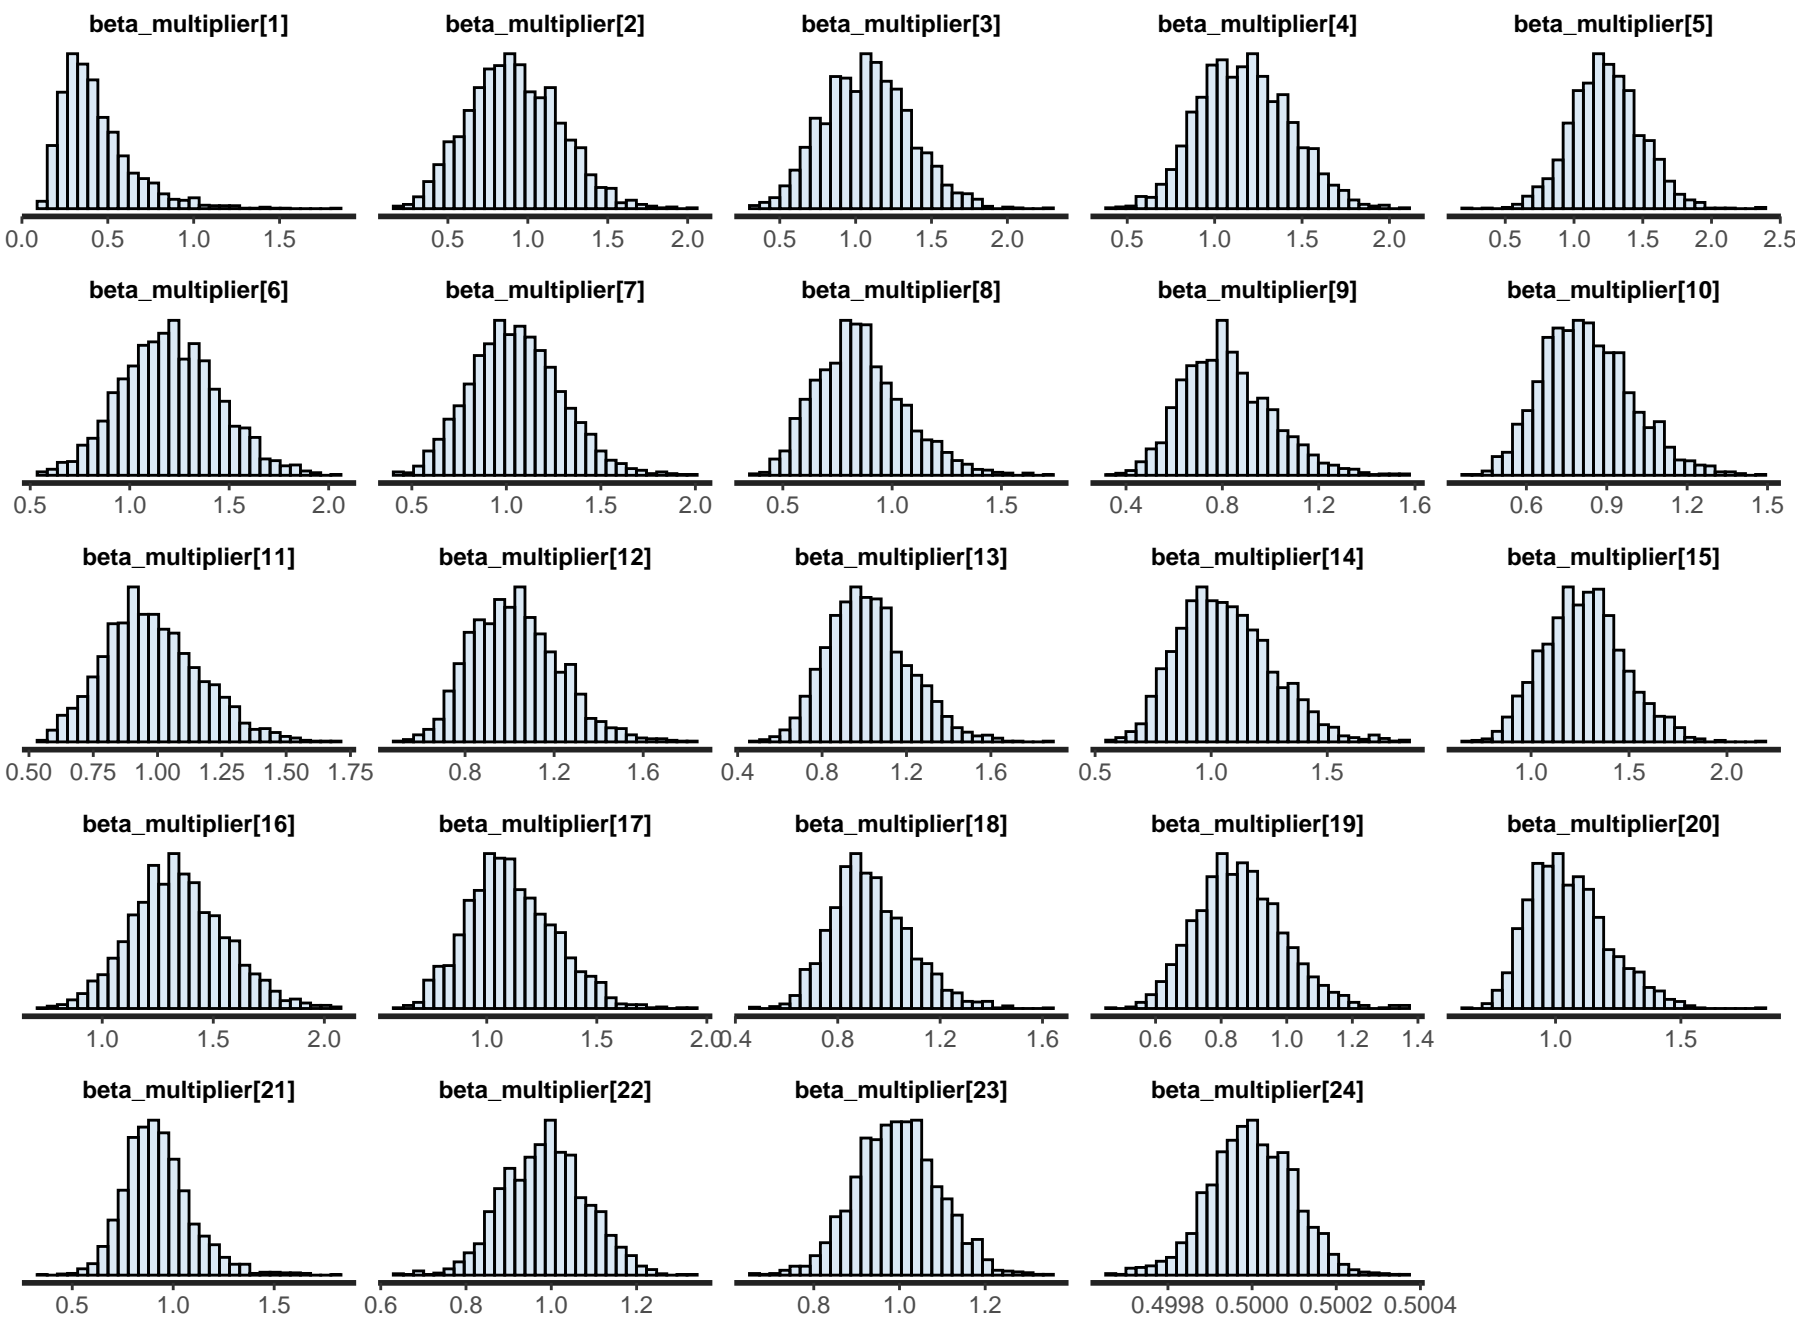 beta_multiplier[1] beta_multiplier[2] beta_multiplier[3] beta_multiplier[4] beta_multiplier[5]
0.0 0.5 1.0 1.5 0.5 1.0 1.5 2.0 0.5 1.0 1.5 2.0 0.5 1.0 1.5 2.0 0.5 1.0 1.5 2.0 2.5
beta_multiplier[6] beta_multiplier[7] beta_multiplier[8] beta_multiplier[9] beta_multiplier[10]
0.5 1.0 1.5 2.0 0.5 1.0 1.5 2.0 0.5 1.0 1.5 0.4 0.8 1.2 1.6 0.6 0.9 1.2 1.5
beta_multiplier[11] beta_multiplier[12] beta_multiplier[13] beta_multiplier[14] beta_multiplier[15]
0.50 0.75 1.00 1.25 1.50 1.75 0.8 1.2 1.6 0.4 0.8 1.2 1.6 0.5 1.0 1.5 1.0 1.5 2.0
beta_multiplier[16] beta_multiplier[17] beta_multiplier[18] beta_multiplier[19] beta_multiplier[20]
1.0 1.5 2.0 1.0 1.5 2.0 0.4 0.8 1.2 1.6 0.6 0.8 1.0 1.2 1.4 1.0 1.5
beta_multiplier[21] beta_multiplier[22] beta_multiplier[23] beta_multiplier[24]
0.5 1.0 1.5 0.6 0.8 1.0 1.2 0.8 1.0 1.2 0.4998 0.5000 0.5002 0.5004